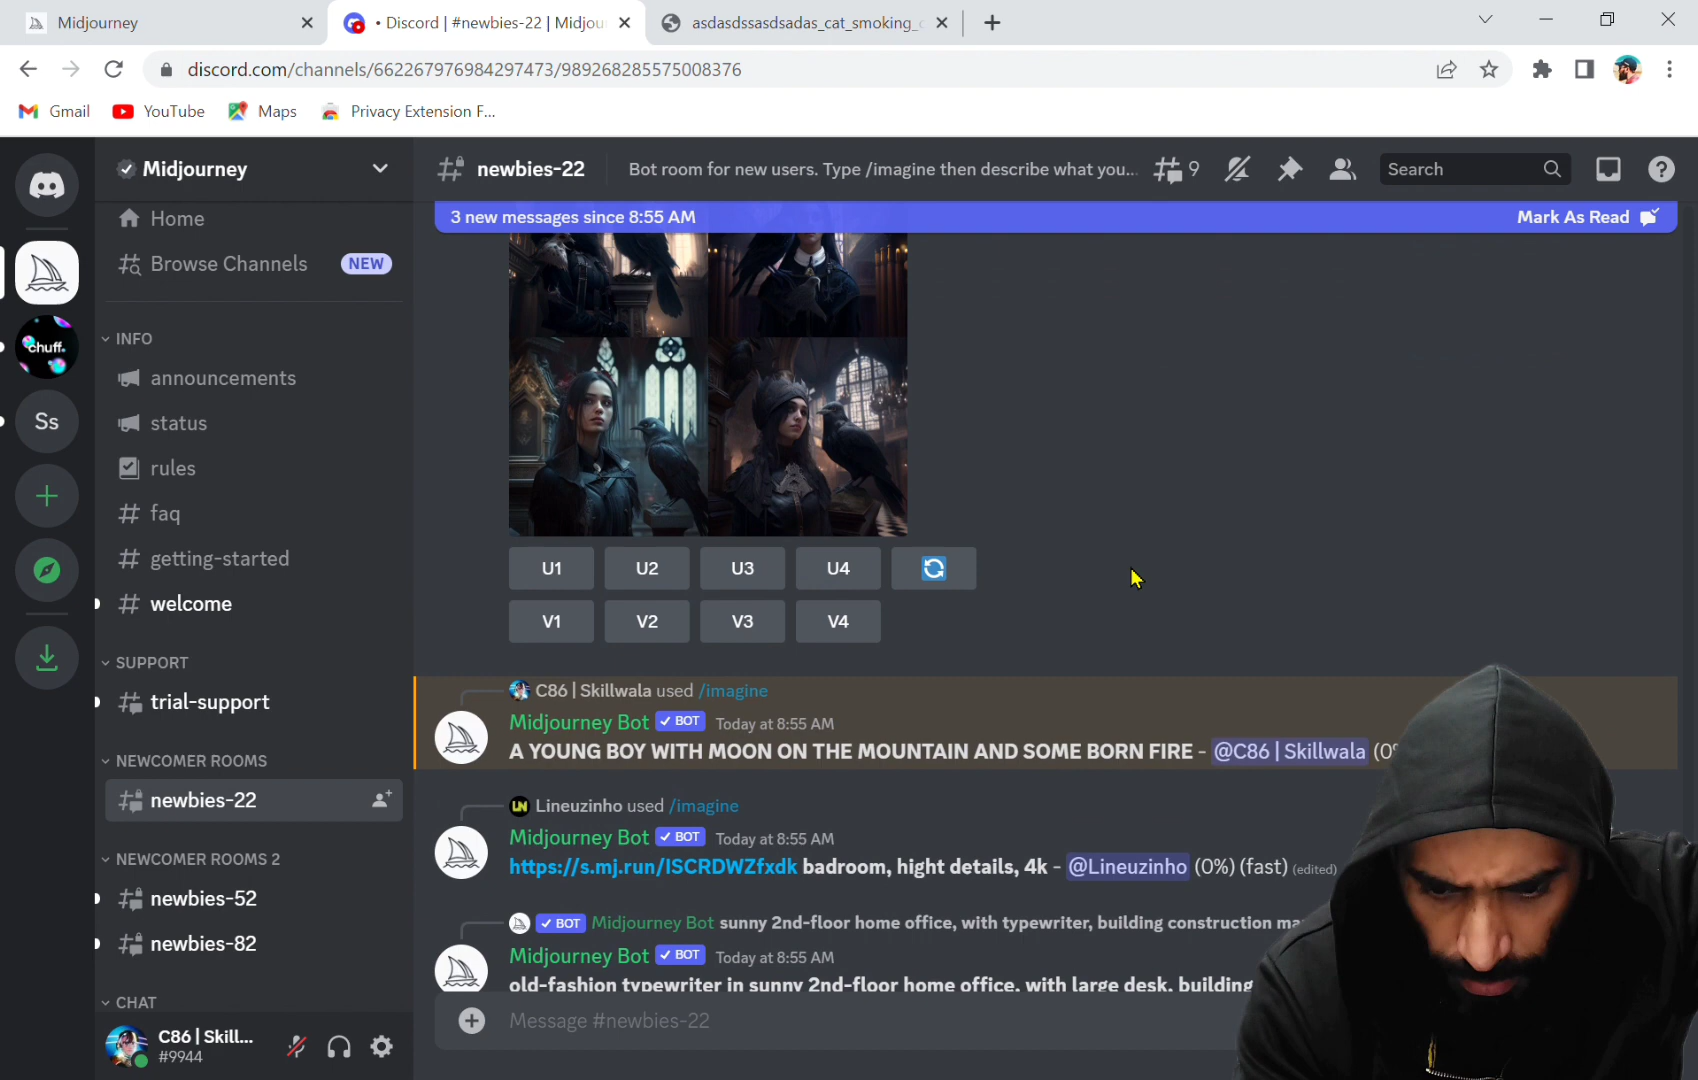 Midjourney
• Discord | #newbies-22 | Midjou
asdasdssasdsadas_cat_smoking_
discord.com/channels/662267976984297473/989268285575008376
Gmail
YouTube
Maps
Privacy Extension F...
Midjourney
newbies-22
Bot room for new users. Type /imagine then describe what you...
9
Search
Home
Browse Channels
NEW
3 new messages since 8:55 AM
Mark As Read
INFO
announcements
status
rules
faq
getting-started
welcome
SUPPORT
trial-support
NEWCOMER ROOMS
newbies-22
NEWCOMER ROOMS 2
newbies-52
newbies-82
CHAT
C86 | Skill...
#9944
chuff.
Ss
U1 U2 U3 U4
V1 V2 V3 V4
C86 | Skillwala used /imagine
Midjourney Bot BOT Today at 8:55 AM
A YOUNG BOY WITH MOON ON THE MOUNTAIN AND SOME BORN FIRE - @C86 | Skillwala (0%
LN Lineuzinho used /imagine
Midjourney Bot BOT Today at 8:55 AM
https://s.mj.run/ISCRDWZfxdk badroom, hight details, 4k - @Lineuzinho (0%) (fast) (edited)
BOT Midjourney Bot sunny 2nd-floor home office, with typewriter, building construction ma
Midjourney Bot BOT Today at 8:55 AM
old-fashion typewriter in sunny 2nd-floor home office, with large desk, building
Message #newbies-22